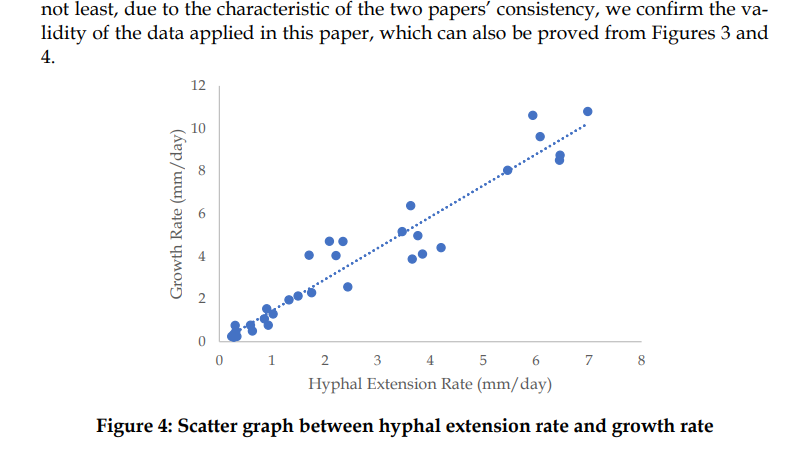 not least, due to the characteristic of the two papers’ consistency, we confirm the va-
lidity of the data applied in this paper, which can also be proved from Figures 3 and
4.
12
10
8
6
4
2
0
Growth Rate (mm/day)
0 1 2 3 4 5 6 7 8
Hyphal Extension Rate (mm/day)
Figure 4: Scatter graph between hyphal extension rate and growth rate